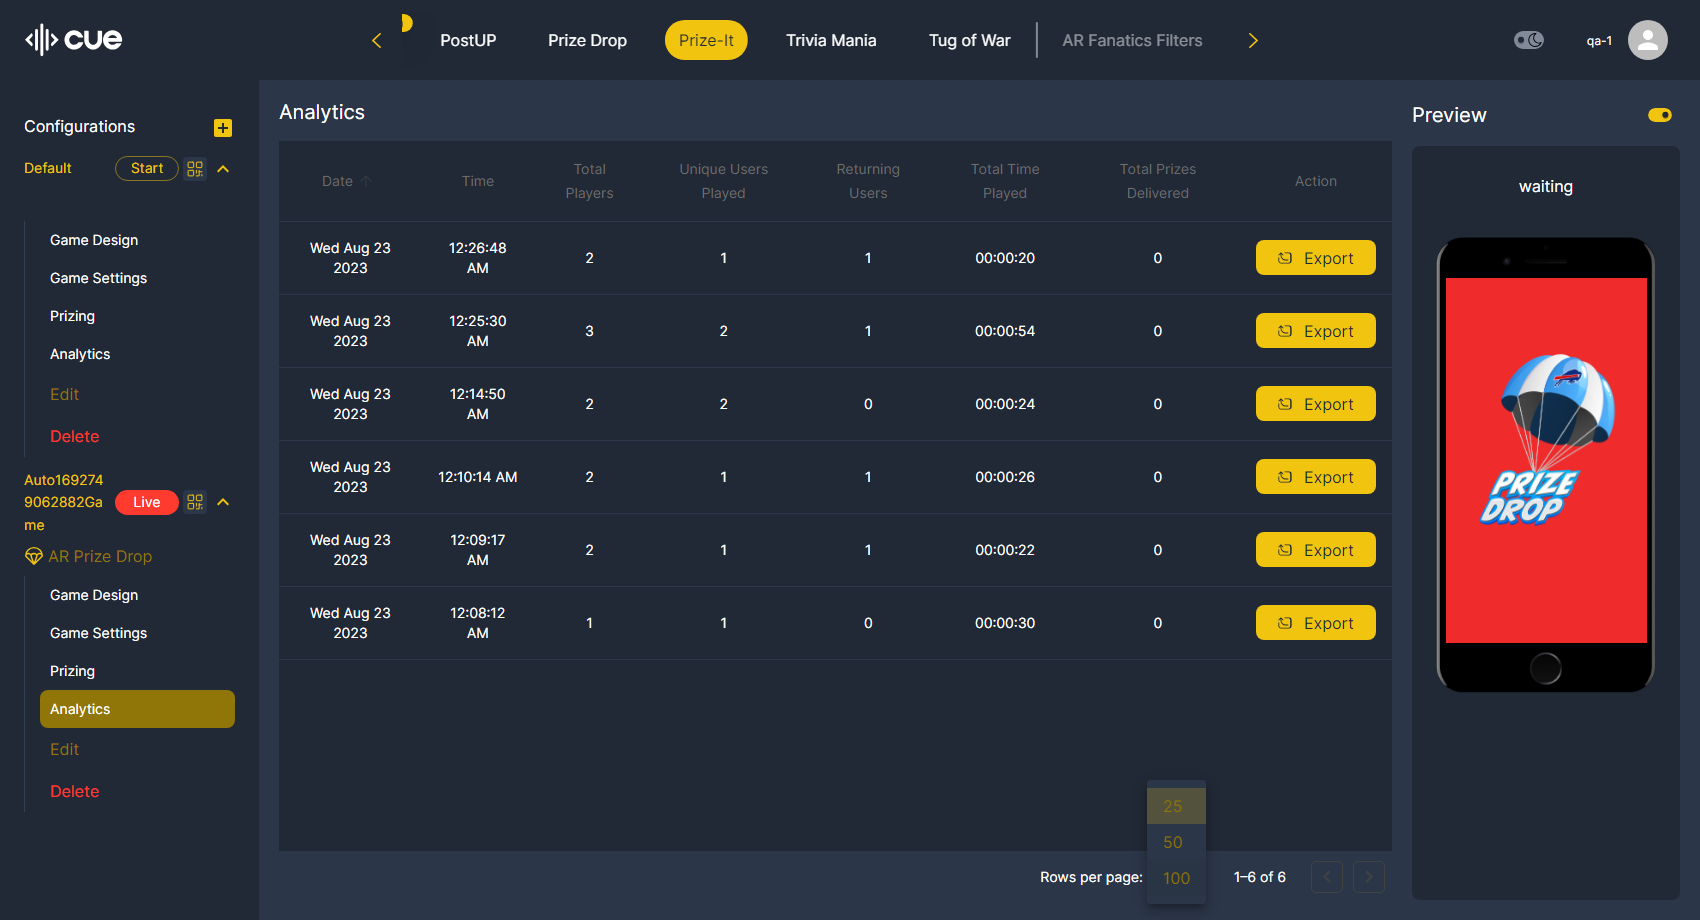 cue
PostUP
Prize Drop
Prize-It
Trivia Mania
Tug of War
AR Fanatics Filters
qa-1
Configurations
Default
Start
Game Design
Game Settings
Prizing
Analytics
Edit
Delete
Auto169274
9062882Ga
me
Live
AR Prize Drop
Game Design
Game Settings
Prizing
Analytics
Edit
Delete
Analytics
Date
Time
Total
Players
Unique Users
Played
Returning
Users
Total Time
Played
Total Prizes
Delivered
Action
Wed Aug 23
2023
12:26:48
AM
2
1
1
00:00:20
0
Export
Wed Aug 23
2023
12:25:30
AM
3
2
1
00:00:54
0
Export
Wed Aug 23
2023
12:14:50
AM
2
2
0
00:00:24
0
Export
Wed Aug 23
2023
12:10:14 AM
2
1
1
00:00:26
0
Export
Wed Aug 23
2023
12:09:17
AM
2
1
1
00:00:22
0
Export
Wed Aug 23
2023
12:08:12
AM
1
1
0
00:00:30
0
Export
Rows per page:
25
50
100
1–6 of 6
Preview
waiting
PRIZE
DROP